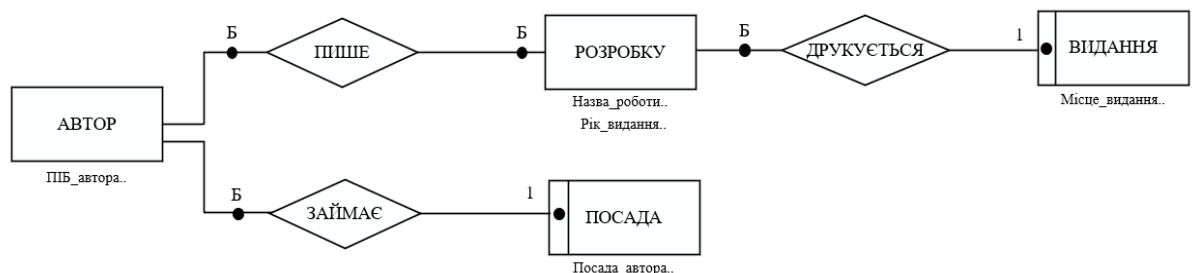 Б
ПИШЕ
Б
РОЗРОБКУ
Б
ДРУКУЄТЬСЯ
1
ВИДАННЯ
Назва_роботи..
Рік_видання..
Місце_видання..
АВТОР
ПІБ_автора..
Б
ЗАЙМАЄ
1
ПОСАДА
Посада_автора..